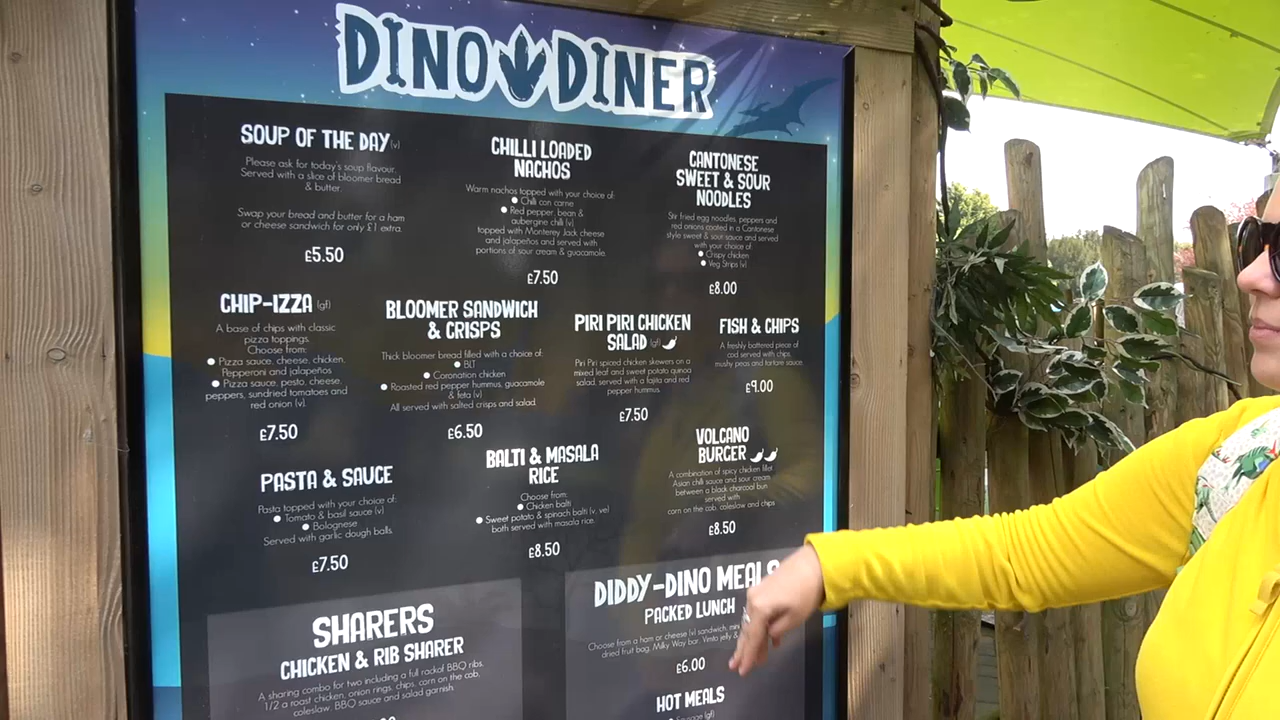 DINO DINER
SOUP OF THE DAY (v)
Please ask for today's soup flavour.
Served with a slice of bloomer bread
& butter.
Swap your bread and butter for a ham
or cheese sandwich for only £1 extra.
£5.50
CHILLI LOADED
NACHOS
Warm nachos topped with your choice of:
● Chilli con carne
● Red pepper, bean &
aubergine chilli (v)
topped with Monterey Jack cheese
and jalapeños and served with
portions of sour cream & guacamole.
£7.50
CANTONESE
SWEET & SOUR
NOODLES
Stir fried egg noodles, peppers and
red onions coated in a Cantonese
style sweet & sour sauce and served
with your choice of:
● Crispy chicken
● Veg Strips (v)
£8.00
CHIP-IZZA (gf)
A base of chips with classic
pizza toppings.
Choose from:
● Pizza sauce, cheese, chicken,
Pepperoni and jalapeños
● Pizza sauce, pesto, cheese,
peppers, sundried tomatoes and
red onion (v).
£7.50
BLOOMER SANDWICH
& CRISPS
Thick bloomer bread filled with a choice of:
● BLT
● Coronation chicken
● Roasted red pepper hummus, guacamole
& feta (v)
All served with salted crisps and salad.
£6.50
PIRI PIRI CHICKEN
SALAD (gf)
Piri Piri spiced chicken skewers on a
mixed leaf and sweet potato quinoa
salad, served with a fajita and red
pepper hummus.
£7.50
FISH & CHIPS
A freshly battered piece of
cod served with chips,
mushy peas and tartare sauce.
£9.00
PASTA & SAUCE
Pasta topped with your choice of:
● Tomato & basil sauce (v)
● Bolognese
Served with garlic dough balls.
£7.50
BALTI & MASALA
RICE
Choose from:
● Chicken balti
● Sweet potato & spinach balti (v, ve)
both served with masala rice.
£8.50
VOLCANO
BURGER
A combination of spicy chicken fillet
Asian chilli sauce and sour cream
between a black charcoal bun
served with
corn on the cob, coleslaw and chips
£8.50
SHARERS
CHICKEN & RIB SHARER
A sharing combo for two including a full rack of BBQ ribs,
1/2 a roast chicken, onion rings, chips, corn on the cob,
coleslaw, BBQ sauce and salad garnish.
DIDDY-DINO MEALS
PACKED LUNCH
Choose from a ham or cheese (v) sandwich, mini
dried fruit bag, Milky Way bar, Vimto jelly &
£6.00
HOT MEALS
● Sausage (gf)